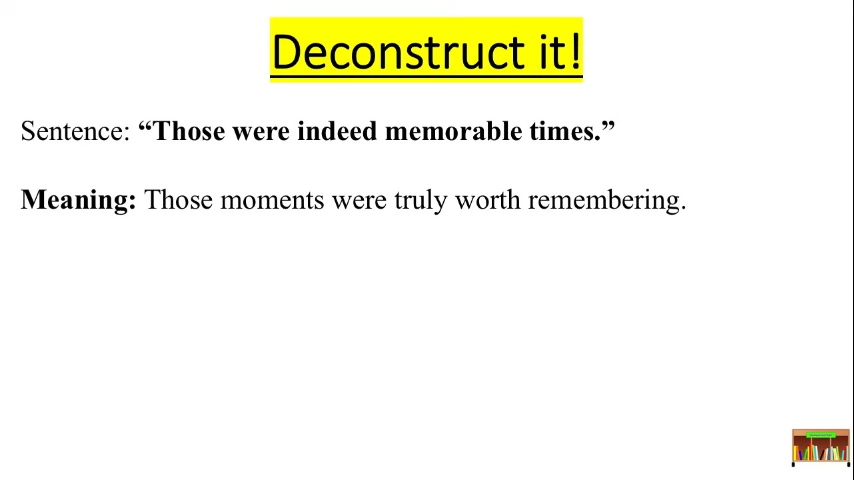 Deconstruct it!
Sentence: “Those were indeed memorable times.”
Meaning: Those moments were truly worth remembering.